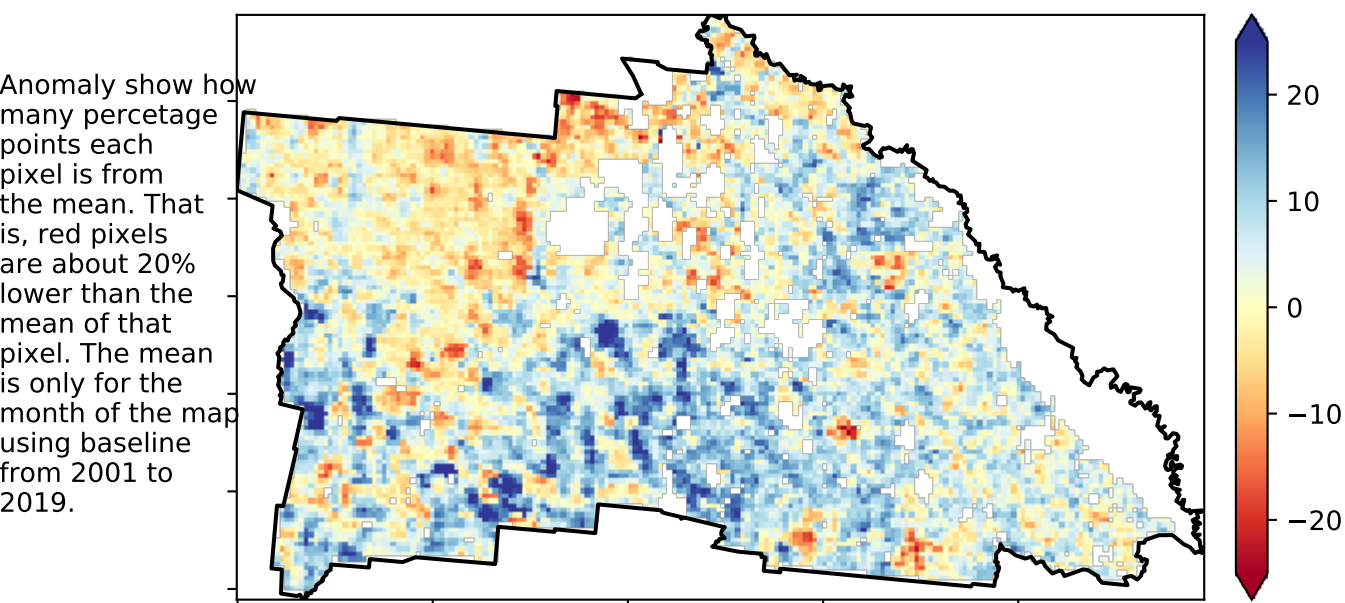 Anomaly show how
many percetage
points each
pixel is from
the mean. That
is, red pixels
are about 20%
lower than the
mean of that
pixel. The mean
is only for the
month of the map
using baseline
from 2001 to
2019.
20
10
0
−10
−20